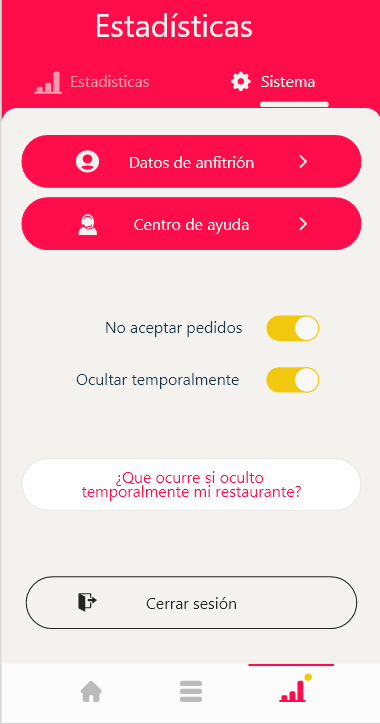 Estadísticas
Estadisticas
Sistema
Datos de anfitrión
Centro de ayuda
No aceptar pedidos
Ocultar temporalmente
¿Que ocurre si oculto
temporalmente mi restaurante?
Cerrar sesión